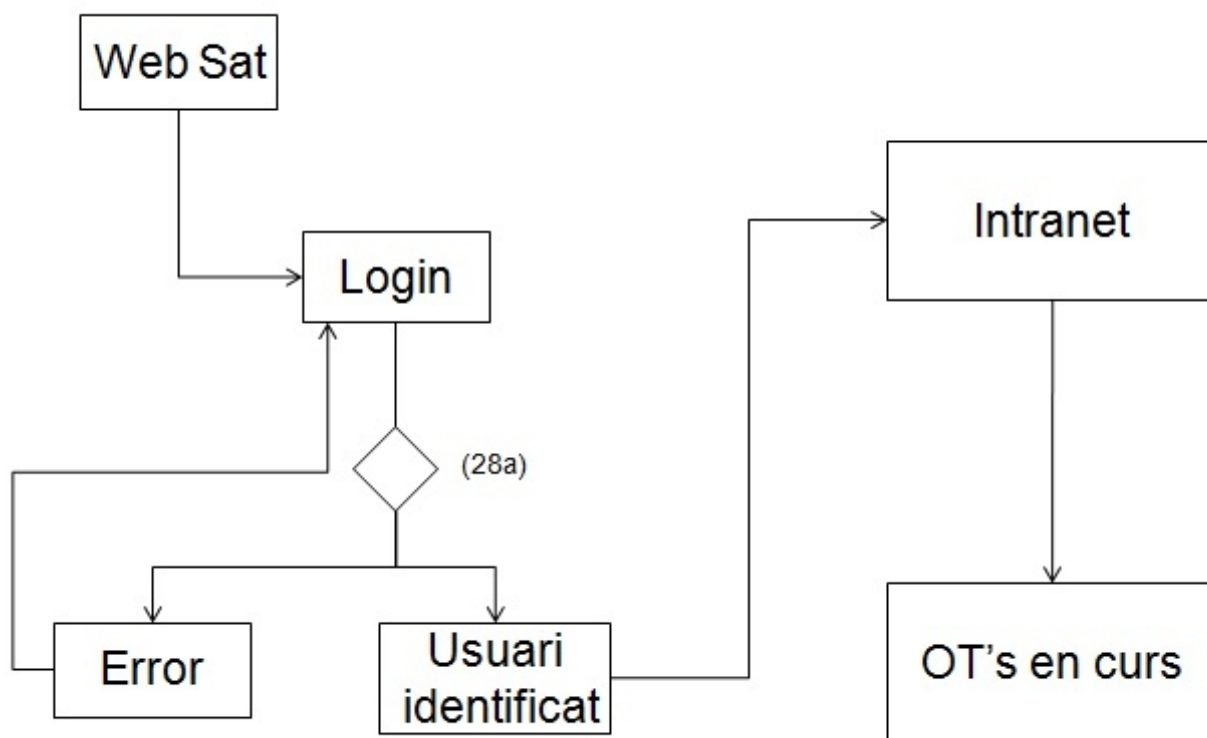 Web Sat
Intranet
Login
(28a)
Error
Usuari
identificat
OT’s en curs